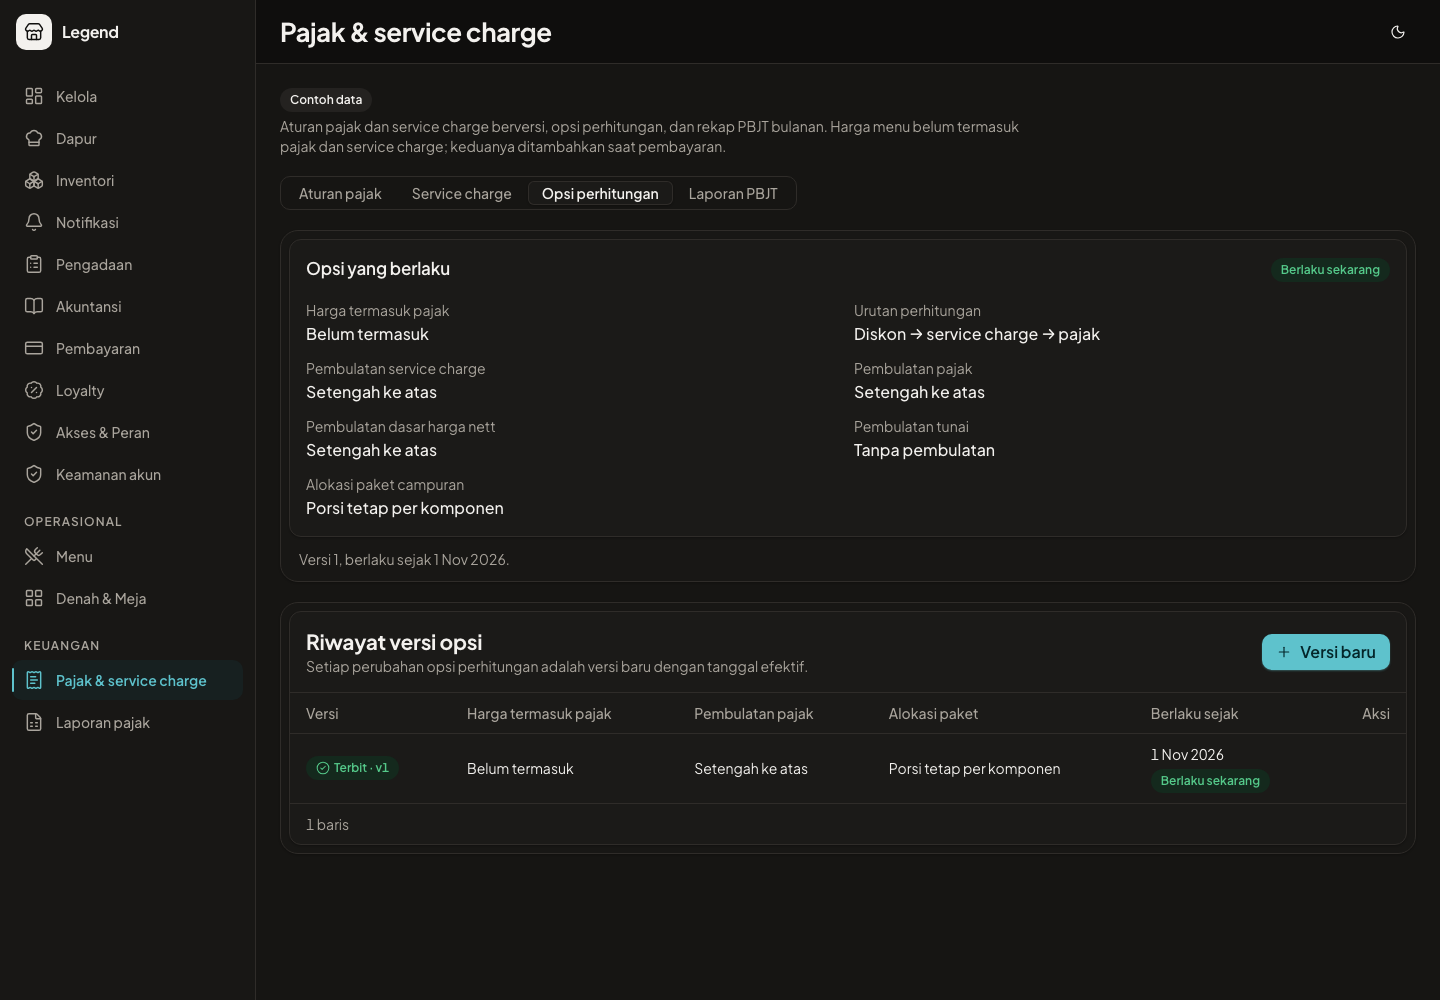 Legend
Kelola
Dapur
Inventori
Notifikasi
Pengadaan
Akuntansi
Pembayaran
Loyalty
Akses & Peran
Keamanan akun
OPERASIONAL
Menu
Denah & Meja
KEUANGAN
Pajak & service charge
Laporan pajak
Pajak & service charge
Contoh data
Aturan pajak dan service charge berversi, opsi perhitungan, dan rekap PBJT bulanan. Harga menu belum termasuk
pajak dan service charge; keduanya ditambahkan saat pembayaran.
Aturan pajak Service charge Opsi perhitungan Laporan PBJT
Opsi yang berlaku Berlaku sekarang
Harga termasuk pajak Urutan perhitungan
Belum termasuk Diskon → service charge → pajak
Pembulatan service charge Pembulatan pajak
Setengah ke atas Setengah ke atas
Pembulatan dasar harga nett Pembulatan tunai
Setengah ke atas Tanpa pembulatan
Alokasi paket campuran
Porsi tetap per komponen
Versi 1, berlaku sejak 1 Nov 2026.
Riwayat versi opsi
Setiap perubahan opsi perhitungan adalah versi baru dengan tanggal efektif.
+ Versi baru
Versi Harga termasuk pajak Pembulatan pajak Alokasi paket Berlaku sejak Aksi
Terbit · v1 Belum termasuk Setengah ke atas Porsi tetap per komponen 1 Nov 2026
Berlaku sekarang
1 baris